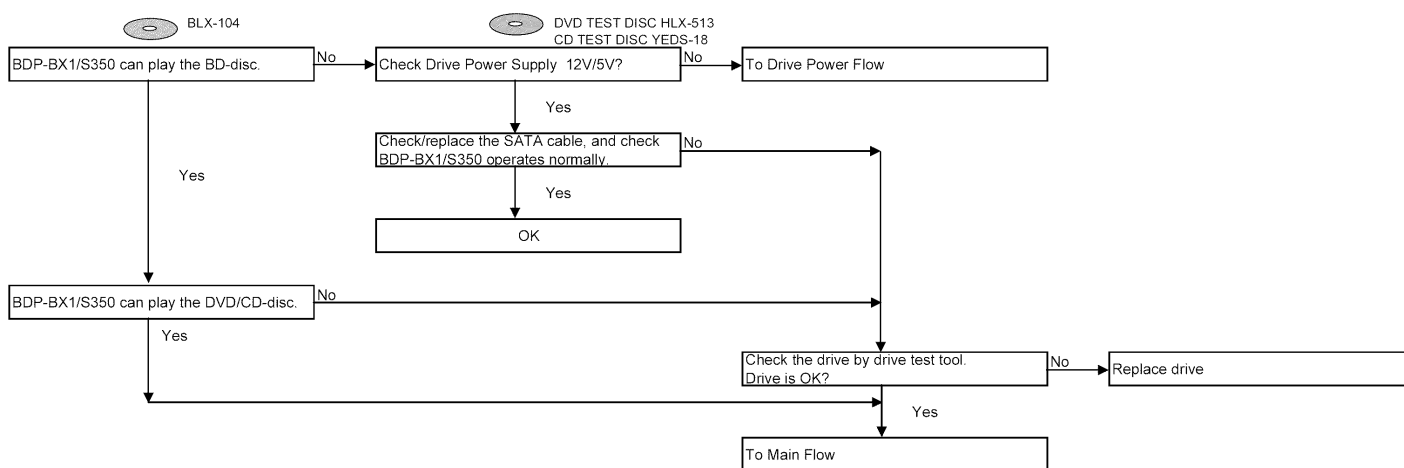 BLX-104
DVD TEST DISC HLX-513
CD TEST DISC YEDS-18
BDP-BX1/S350 can play the BD-disc.
No
Check Drive Power Supply 12V/5V?
No
To Drive Power Flow
Yes
Check/replace the SATA cable, and check
BDP-BX1/S350 operates normally.
No
Yes
Yes
OK
BDP-BX1/S350 can play the DVD/CD-disc.
No
Yes
Check the drive by drive test tool.
Drive is OK?
No
Replace drive
Yes
To Main Flow